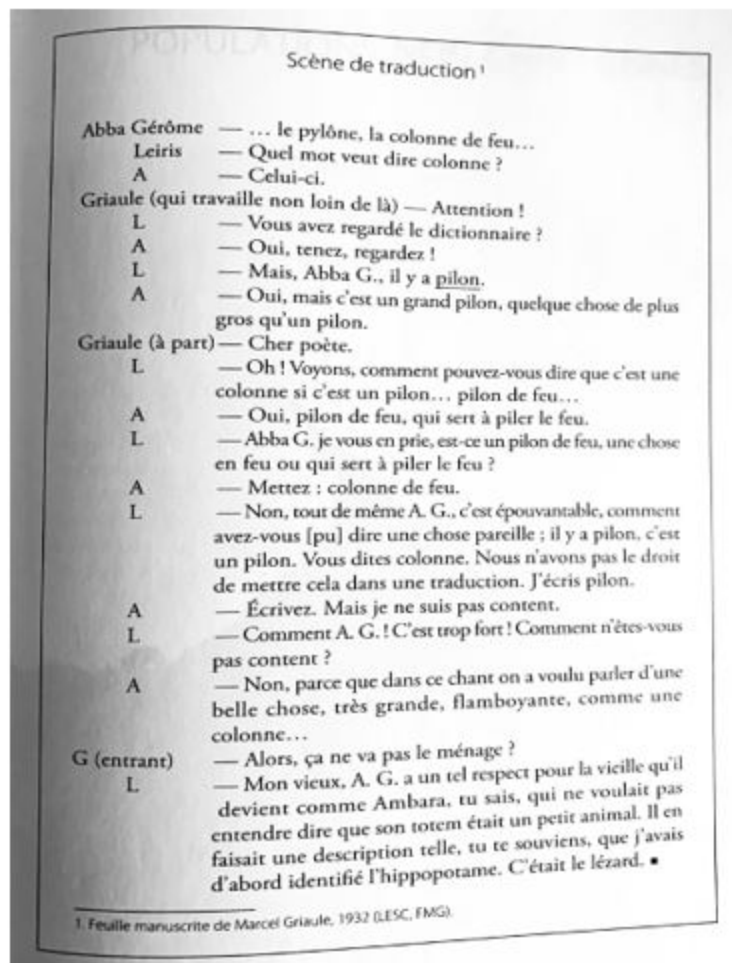 Scène de traduction¹
Abba Gérôme — … le pylône, la colonne de feu…
Leiris — Quel mot veut dire colonne ?
A — Celui-ci.
Griaule (qui travaille non loin de là) — Attention !
L — Vous avez regardé le dictionnaire ?
A — Oui, tenez, regardez !
L — Mais, Abba G., il y a pilon.
A — Oui, mais c'est un grand pilon, quelque chose de plus
gros qu'un pilon.
Griaule (à part) — Cher poète.
L — Oh ! Voyons, comment pouvez-vous dire que c'est une
colonne si c'est un pilon… pilon de feu…
A — Oui, pilon de feu, qui sert à piler le feu.
L — Abba G. je vous en prie, est-ce un pilon de feu, une chose
en feu ou qui sert à piler le feu ?
A — Mettez : colonne de feu.
L — Non, tout de même A. G., c'est épouvantable, comment
avez-vous [pu] dire une chose pareille ; il y a pilon, c'est
un pilon. Vous dites colonne. Nous n'avons pas le droit
de mettre cela dans une traduction. J'écris pilon.
A — Écrivez. Mais je ne suis pas content.
L — Comment A. G. ! C'est trop fort ! Comment n'êtes-vous
pas content ?
A — Non, parce que dans ce chant on a voulu parler d'une
belle chose, très grande, flamboyante, comme une
colonne…
G (entrant) — Alors, ça ne va pas le ménage ?
L — Mon vieux, A. G. a un tel respect pour la vieille qu'il
devient comme Ambara, tu sais, qui ne voulait pas
entendre dire que son totem était un petit animal. Il en
faisait une description telle, tu te souviens, que j'avais
d'abord identifié l'hippopotame. C'était le lézard. ▪
1. Feuille manuscrite de Marcel Griaule, 1932 (LESC, FMG).